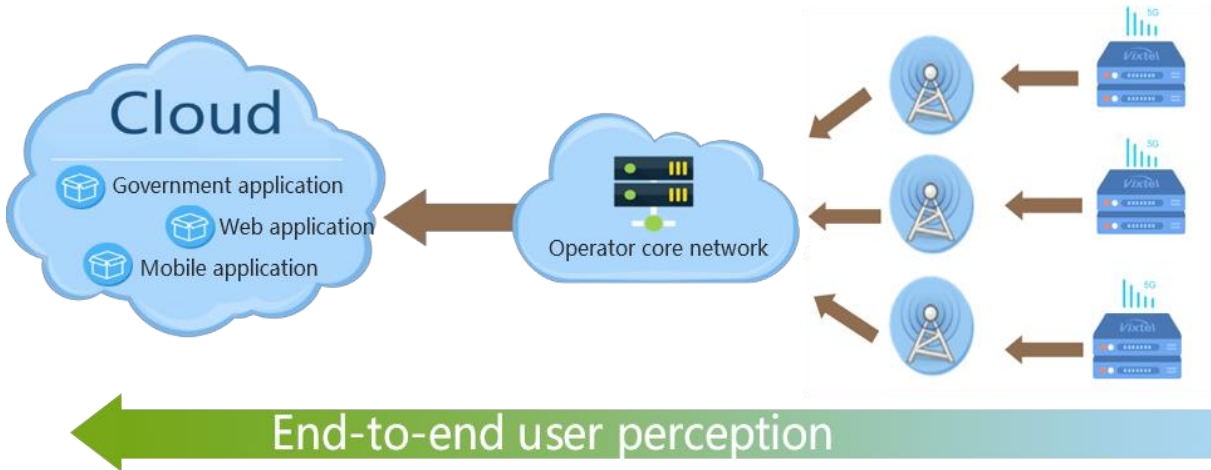 Cloud
Government application
Web application
Mobile application
Operator core network
5G
Vixtel
5G
Vixtel
5G
Vixtel
End-to-end user perception